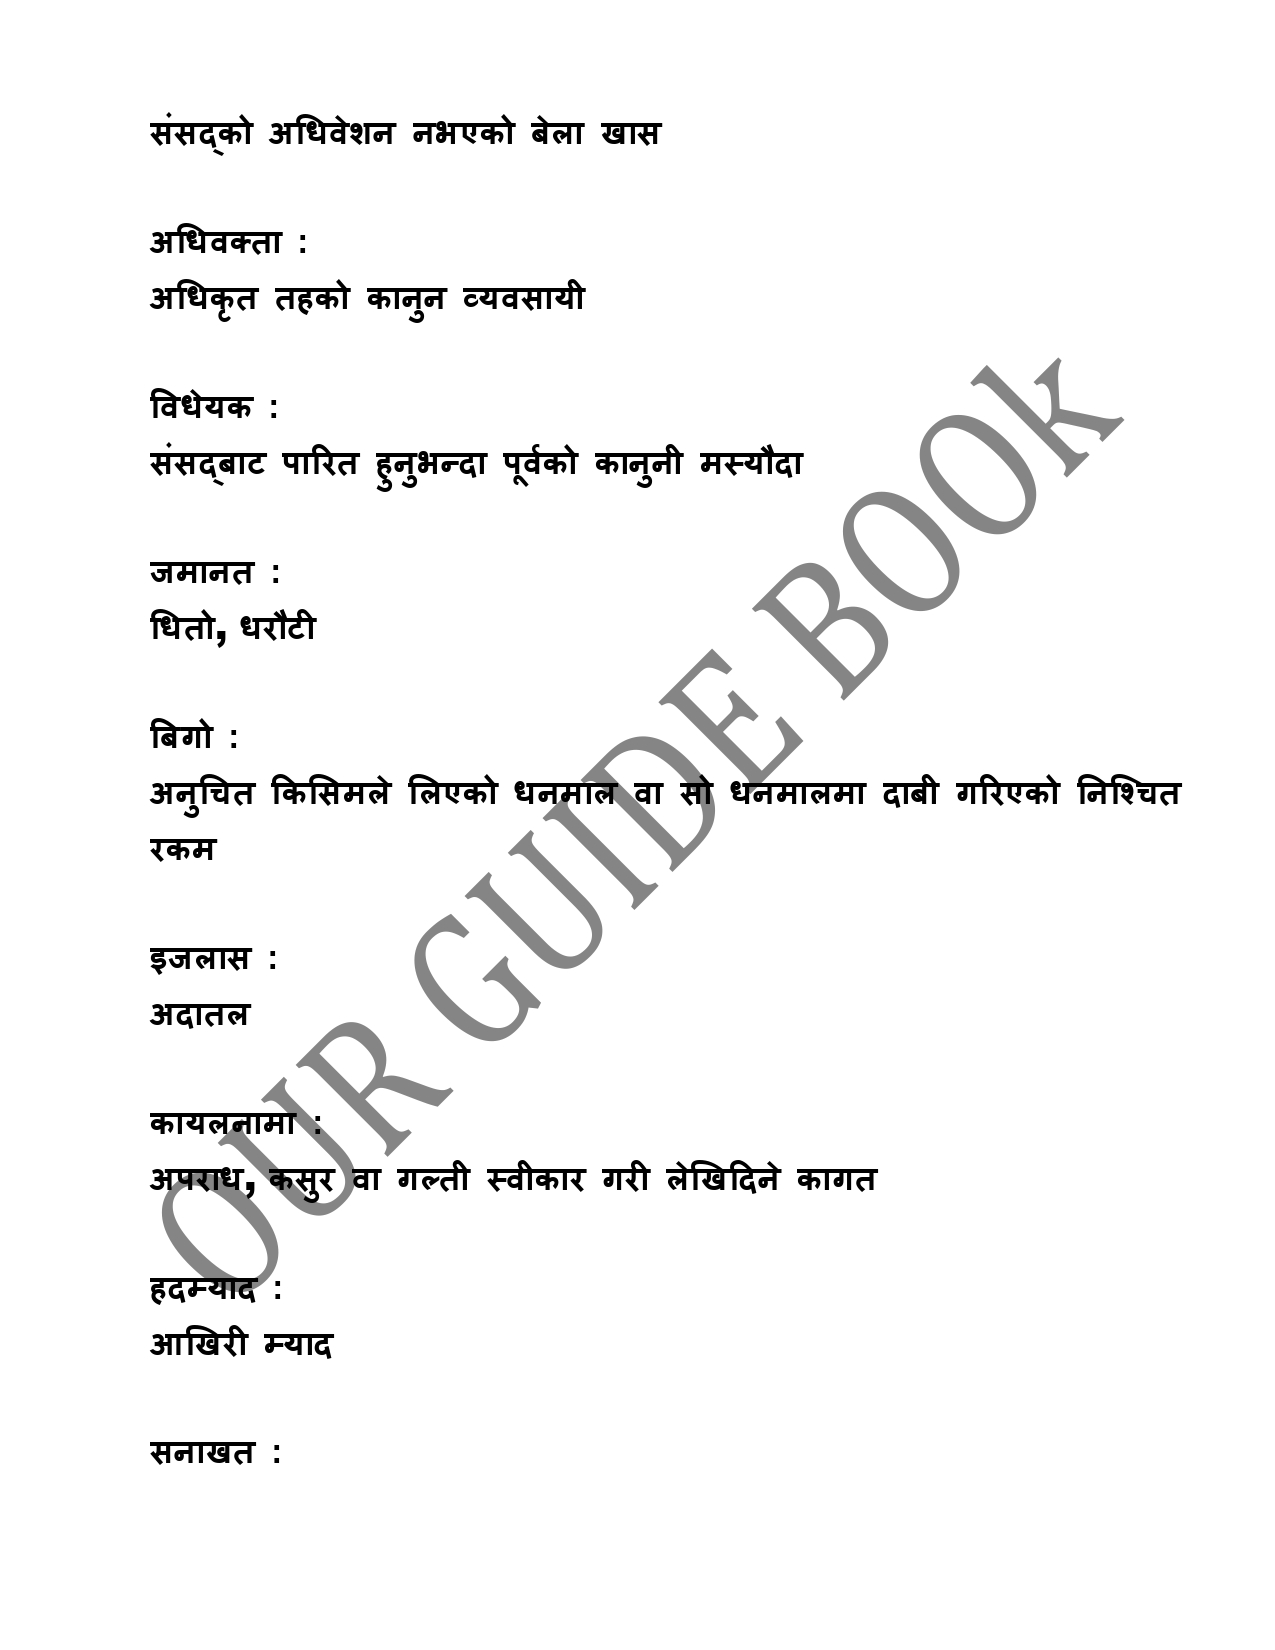 संसद्को अधिवेशन नभएको बेला खास
अधिवक्ता :
अधिकृत तहको कानुन व्यवसायी
विधेयक :
संसद्बाट पारित हुनुभन्दा पूर्वको कानुनी मस्यौदा
जमानत :
धितो, धरौटी
बिगो :
अनुचित किसिमले लिएको धनमाल वा सो धनमालमा दाबी गरिएको निश्चित
रकम
इजलास :
अदातल
कायलनामा :
अपराध, कसुर वा गल्ती स्वीकार गरी लेखिदिने कागत
हदम्याद :
आखिरी म्याद
सनाखत :
OUR GUIDE BOOk